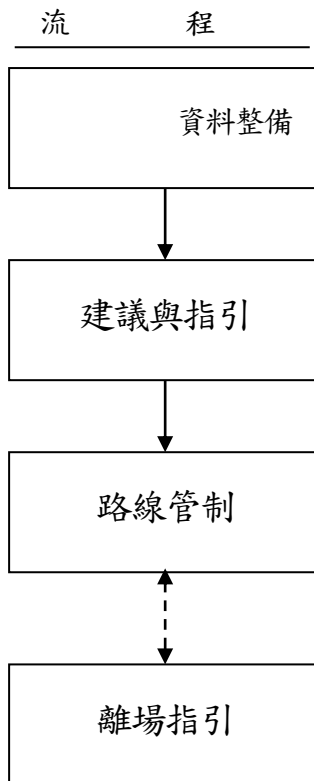 流 程
資料整備
建議與指引
路線管制
離場指引